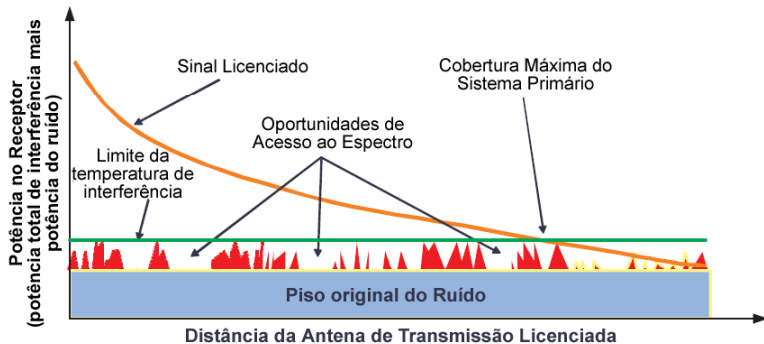 Potência no Receptor
(potência total de interferência mais
potência do ruído)
Sinal Licenciado
Cobertura Máxima do
Sistema Primário
Oportunidades de
Acesso ao Espectro
Limite da
temperatura de
interferência
Piso original do Ruído
Distância da Antena de Transmissão Licenciada